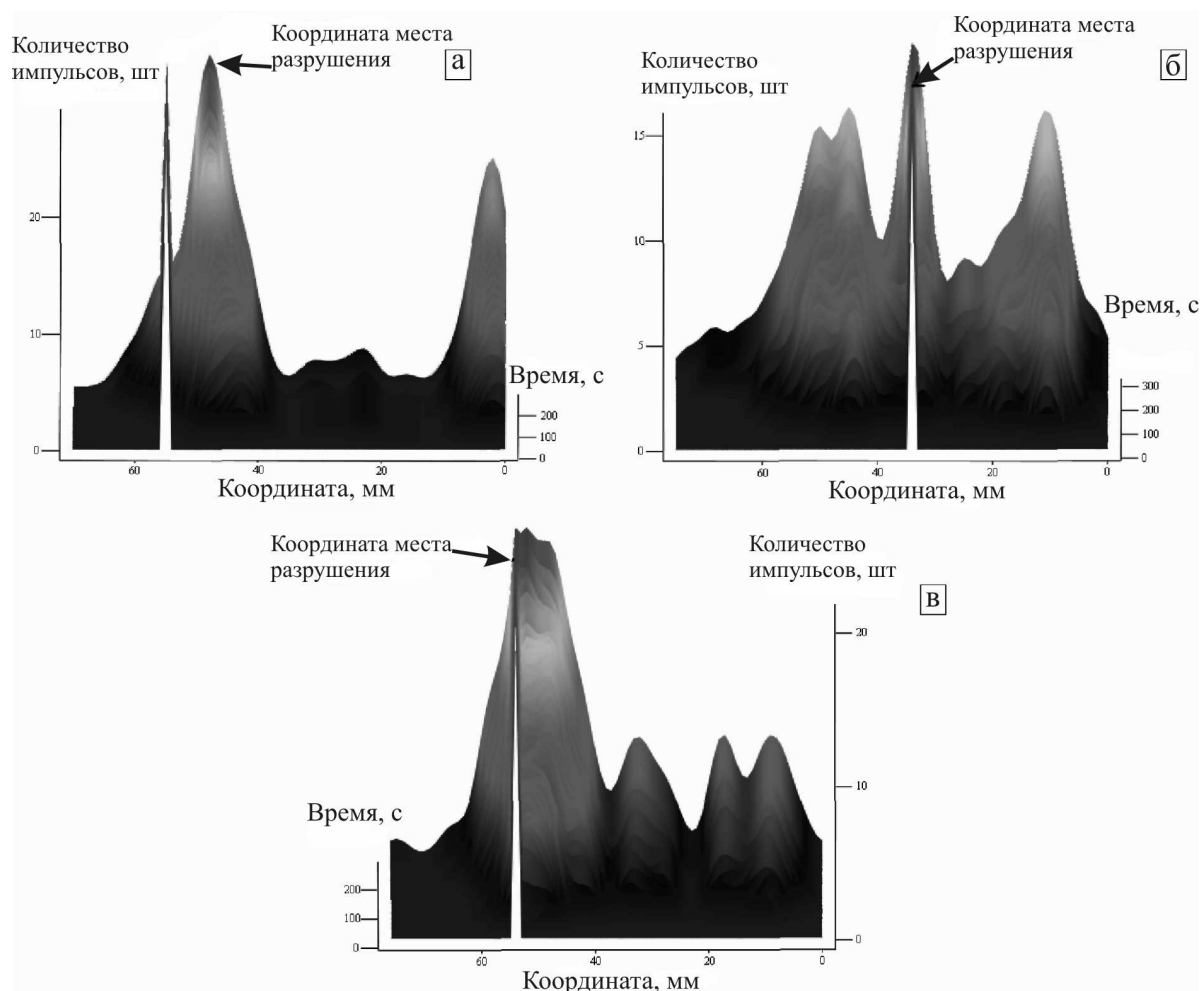 Количество
импульсов, шт
Координата места
разрушения
а
20
10
0
Время, с
200
100
0
60
40
20
0
Координата, мм
Количество
импульсов, шт
Координата места
разрушения
б
15
10
5
0
Время, с
300
200
100
0
60
40
20
0
Координата, мм
Координата места
разрушения
Количество
импульсов, шт
в
20
10
0
Время, с
200
100
0
60
40
20
0
Координата, мм